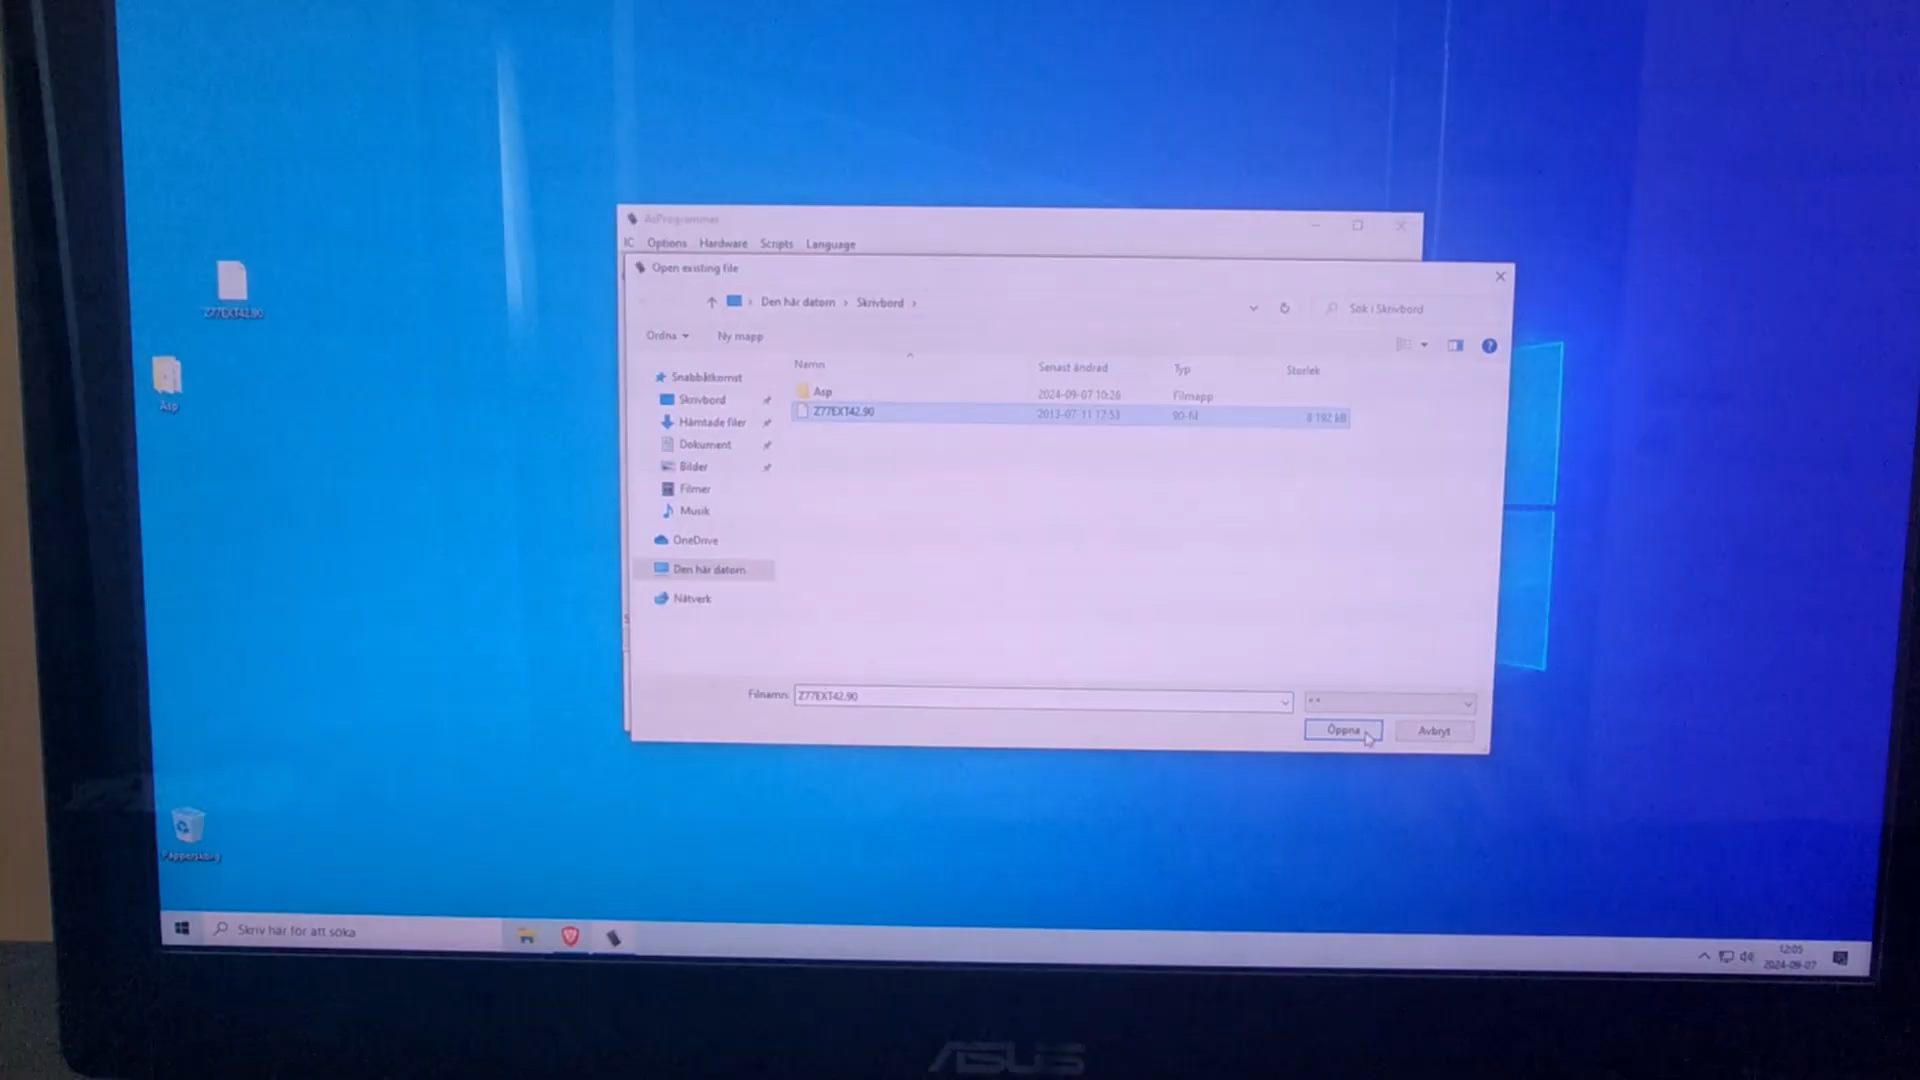 AsProgrammer
IC Options Hardware Scripts Language
Open existing file
Den här datorn › Skrivbord ›
Sök i Skrivbord
Ordna
Ny mapp
Namn
Senast ändrad
Typ
Storlek
Asp
2024-09-07 10:26
Filmapp
Z77EXT42.90
2013-07-11 17:53
90-fil
8 192 kB
Snabbåtkomst
Skrivbord
Hämtade filer
Dokument
Bilder
Filmer
Musik
OneDrive
Den här datorn
Nätverk
Filnamn: Z77EXT42.90
Öppna
Avbryt
Z77EXT42.90
Asp
Papperskorg
Skriv här för att söka
12:05
2024-09-07
ASUS